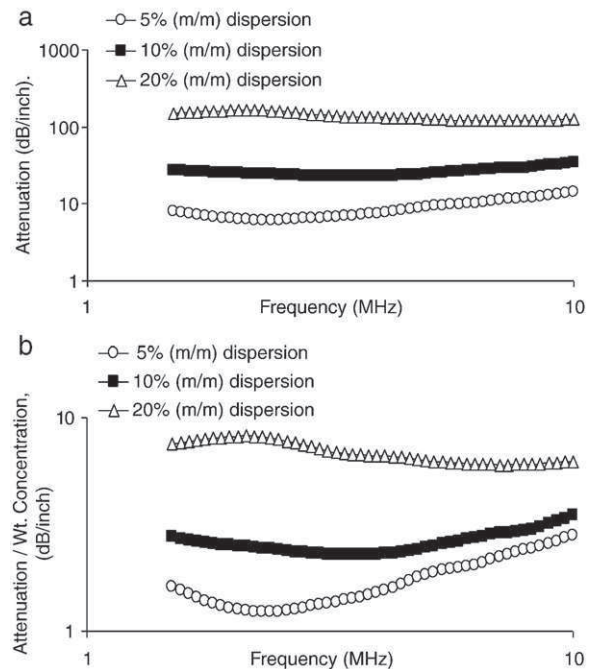 a
5% (m/m) dispersion
10% (m/m) dispersion
20% (m/m) dispersion
Attenuation (dB/inch).
1000
100
10
1
1
Frequency (MHz)
10
b
5% (m/m) dispersion
10% (m/m) dispersion
20% (m/m) dispersion
Attenuation / Wt. Concentration,
(dB/inch)
10
1
1
Frequency (MHz)
10